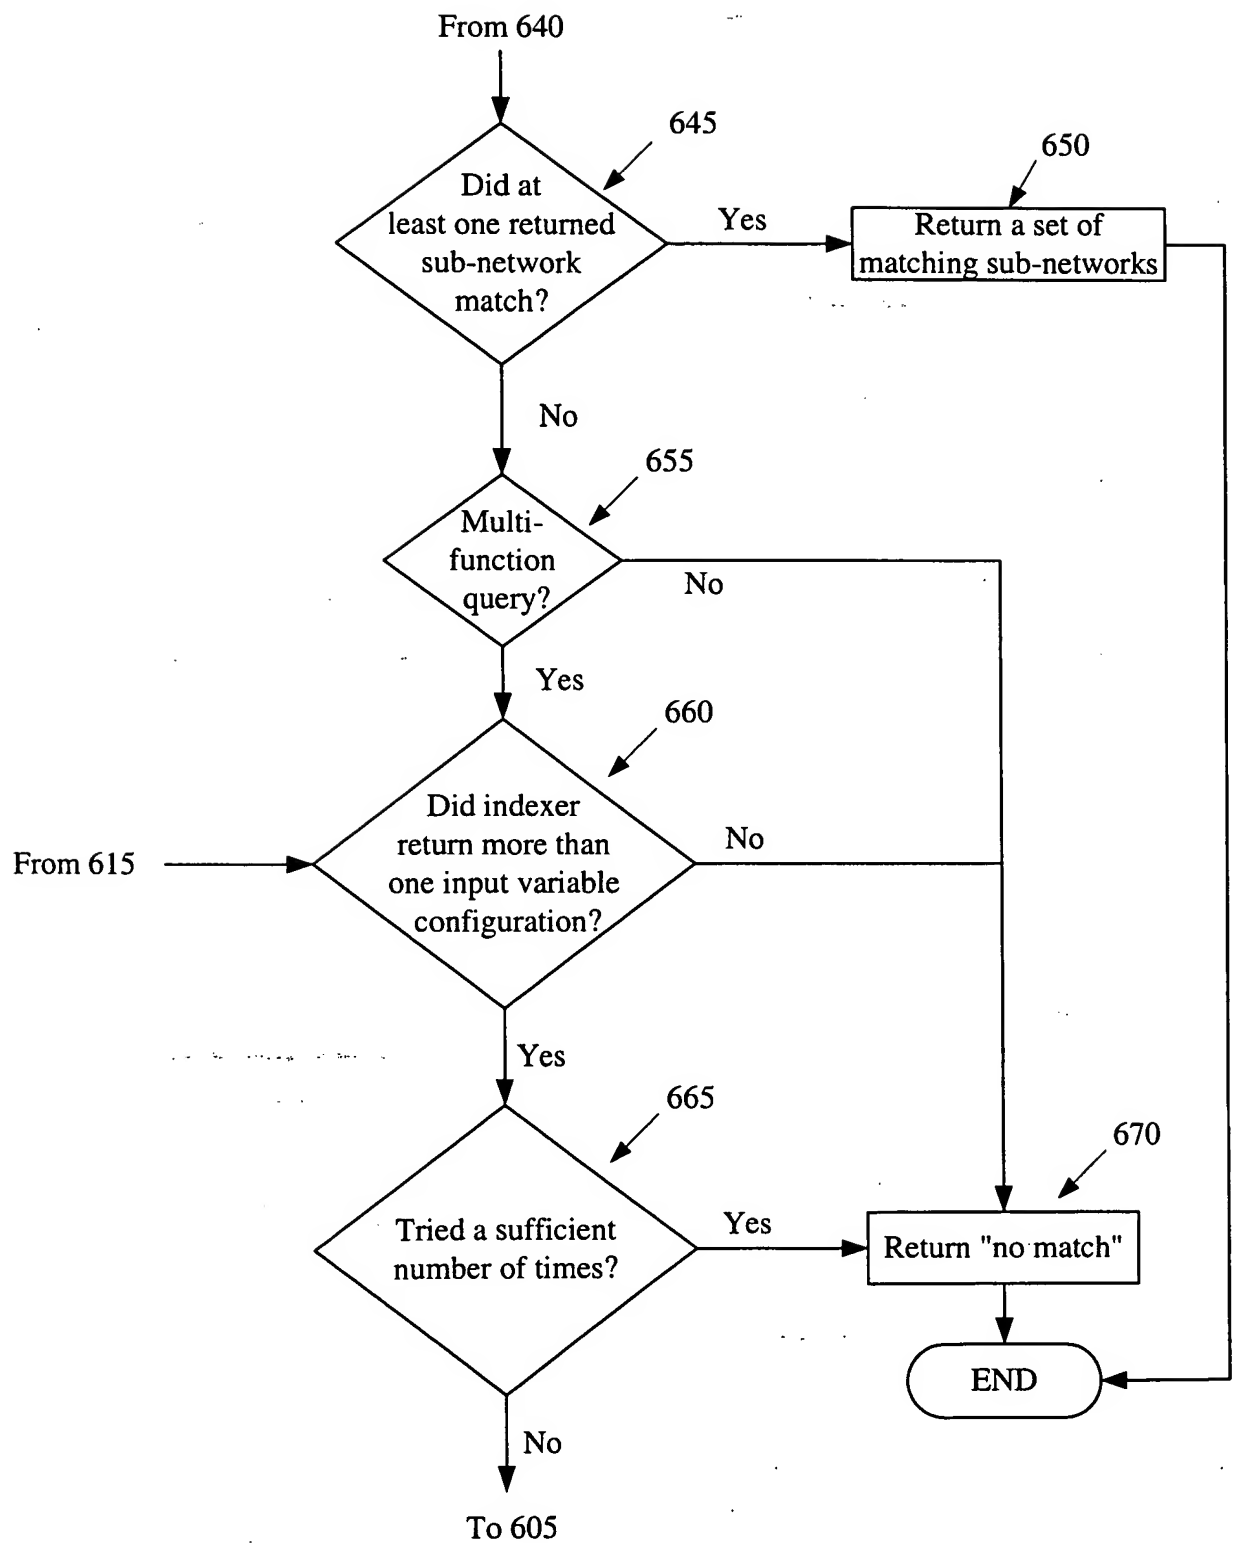 From 640
645
Did at
least one returned
sub-network
match?
Yes
650
Return a set of
matching sub-networks
No
655
Multi-
function
query?
No
Yes
660
Did indexer
return more than
one input variable
configuration?
No
From 615
Yes
665
Tried a sufficient
number of times?
Yes
670
Return "no match"
END
No
To 605